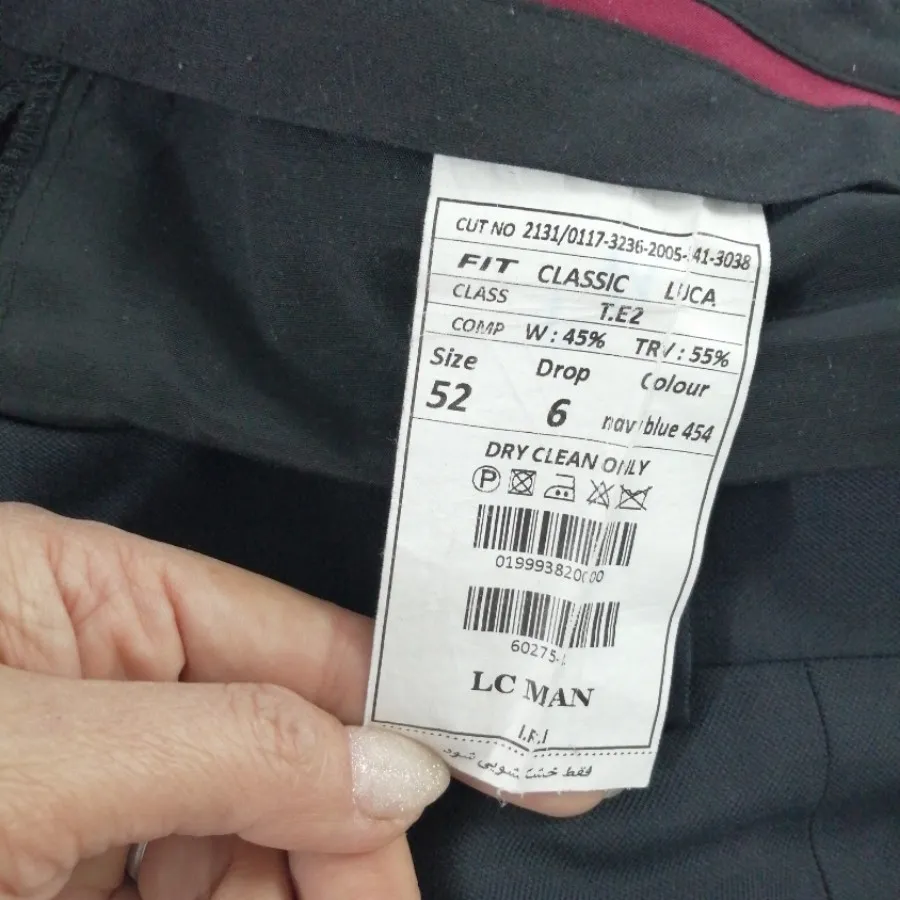 CUT NO 2131/0117-3236-2005- 41-3038
FIT CLASSIC LUCA
CLASS T.E2
COMP W : 45% TRV : 55%
Size Drop Colour
52 6 navy blue 454
DRY CLEAN ONLY
P
60275-
LC MAN
I.R.I
فقط خشک شویی شود